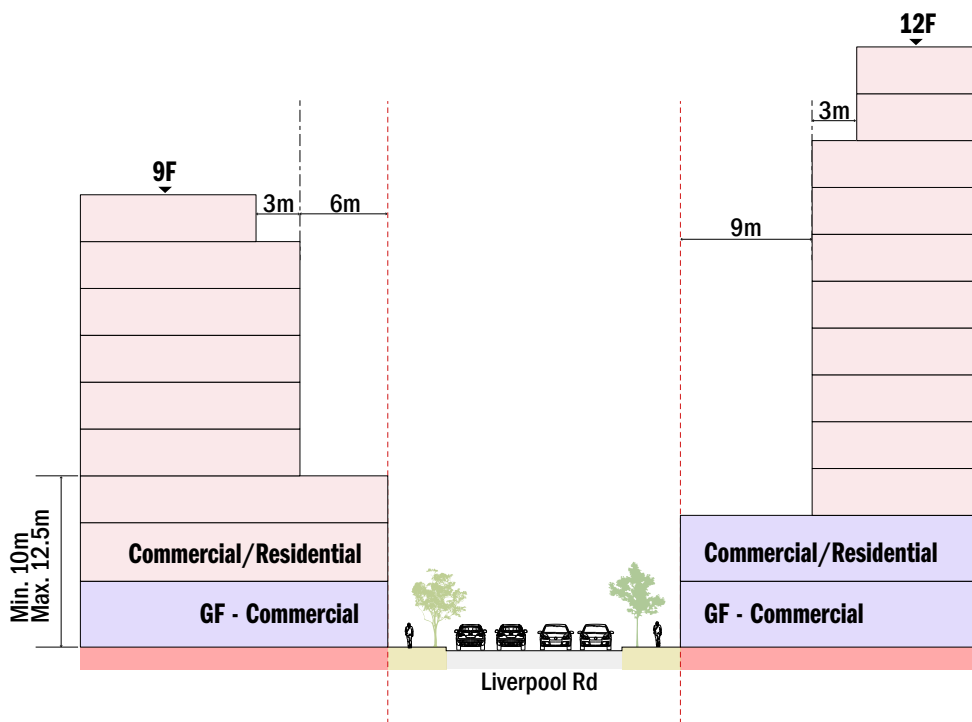 12F
3m
9F
3m
6m
9m
Min. 10m
Max. 12.5m
Commercial/Residential
Commercial/Residential
GF - Commercial
GF - Commercial
Liverpool Rd